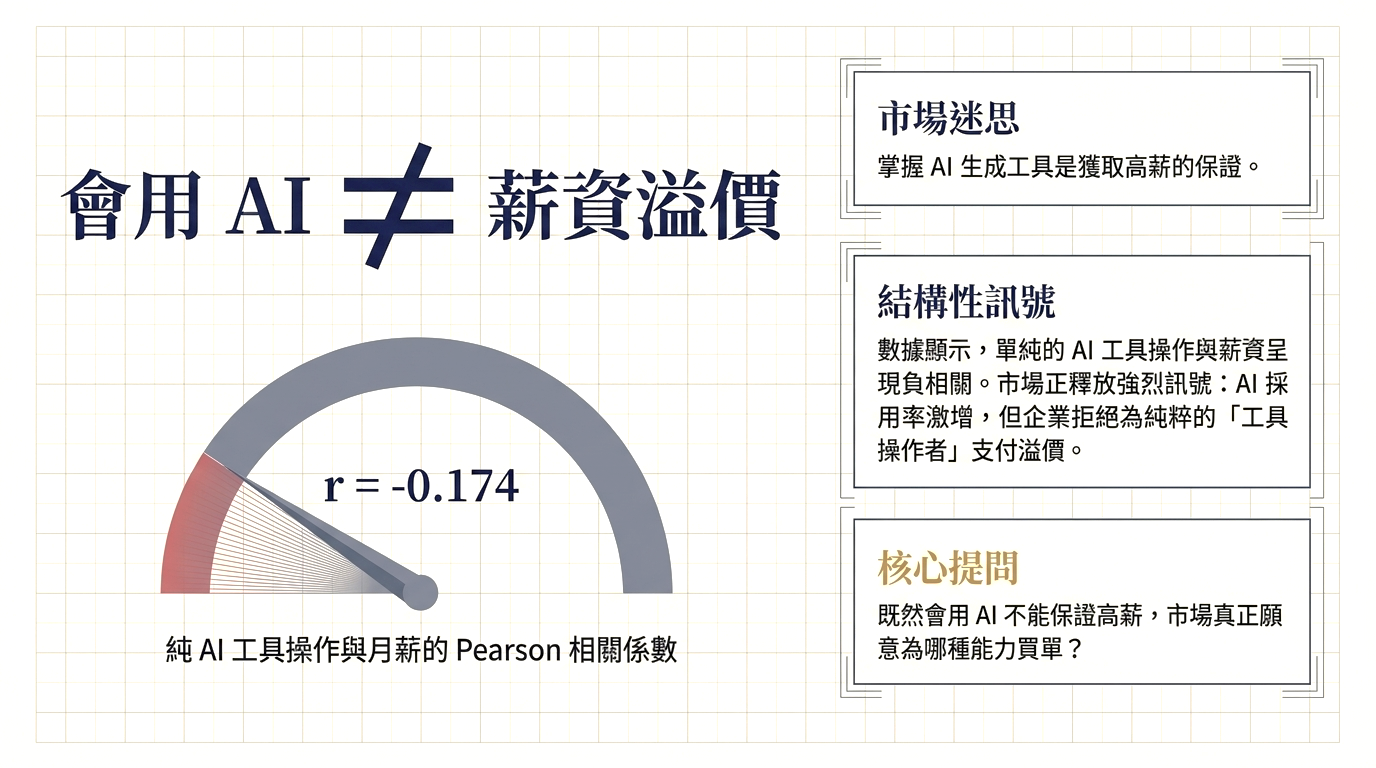 會用 AI ≠ 薪資溢價
r = -0.174
純 AI 工具操作與月薪的 Pearson 相關係數
市場迷思
掌握 AI 生成工具是獲取高薪的保證。
結構性訊號
數據顯示，單純的 AI 工具操作與薪資呈
現負相關。市場正釋放強烈訊號：AI 採
用率激增，但企業拒絕為純粹的「工具
操作者」支付溢價。
核心提問
既然會用 AI 不能保證高薪，市場真正願
意為哪種能力買單？